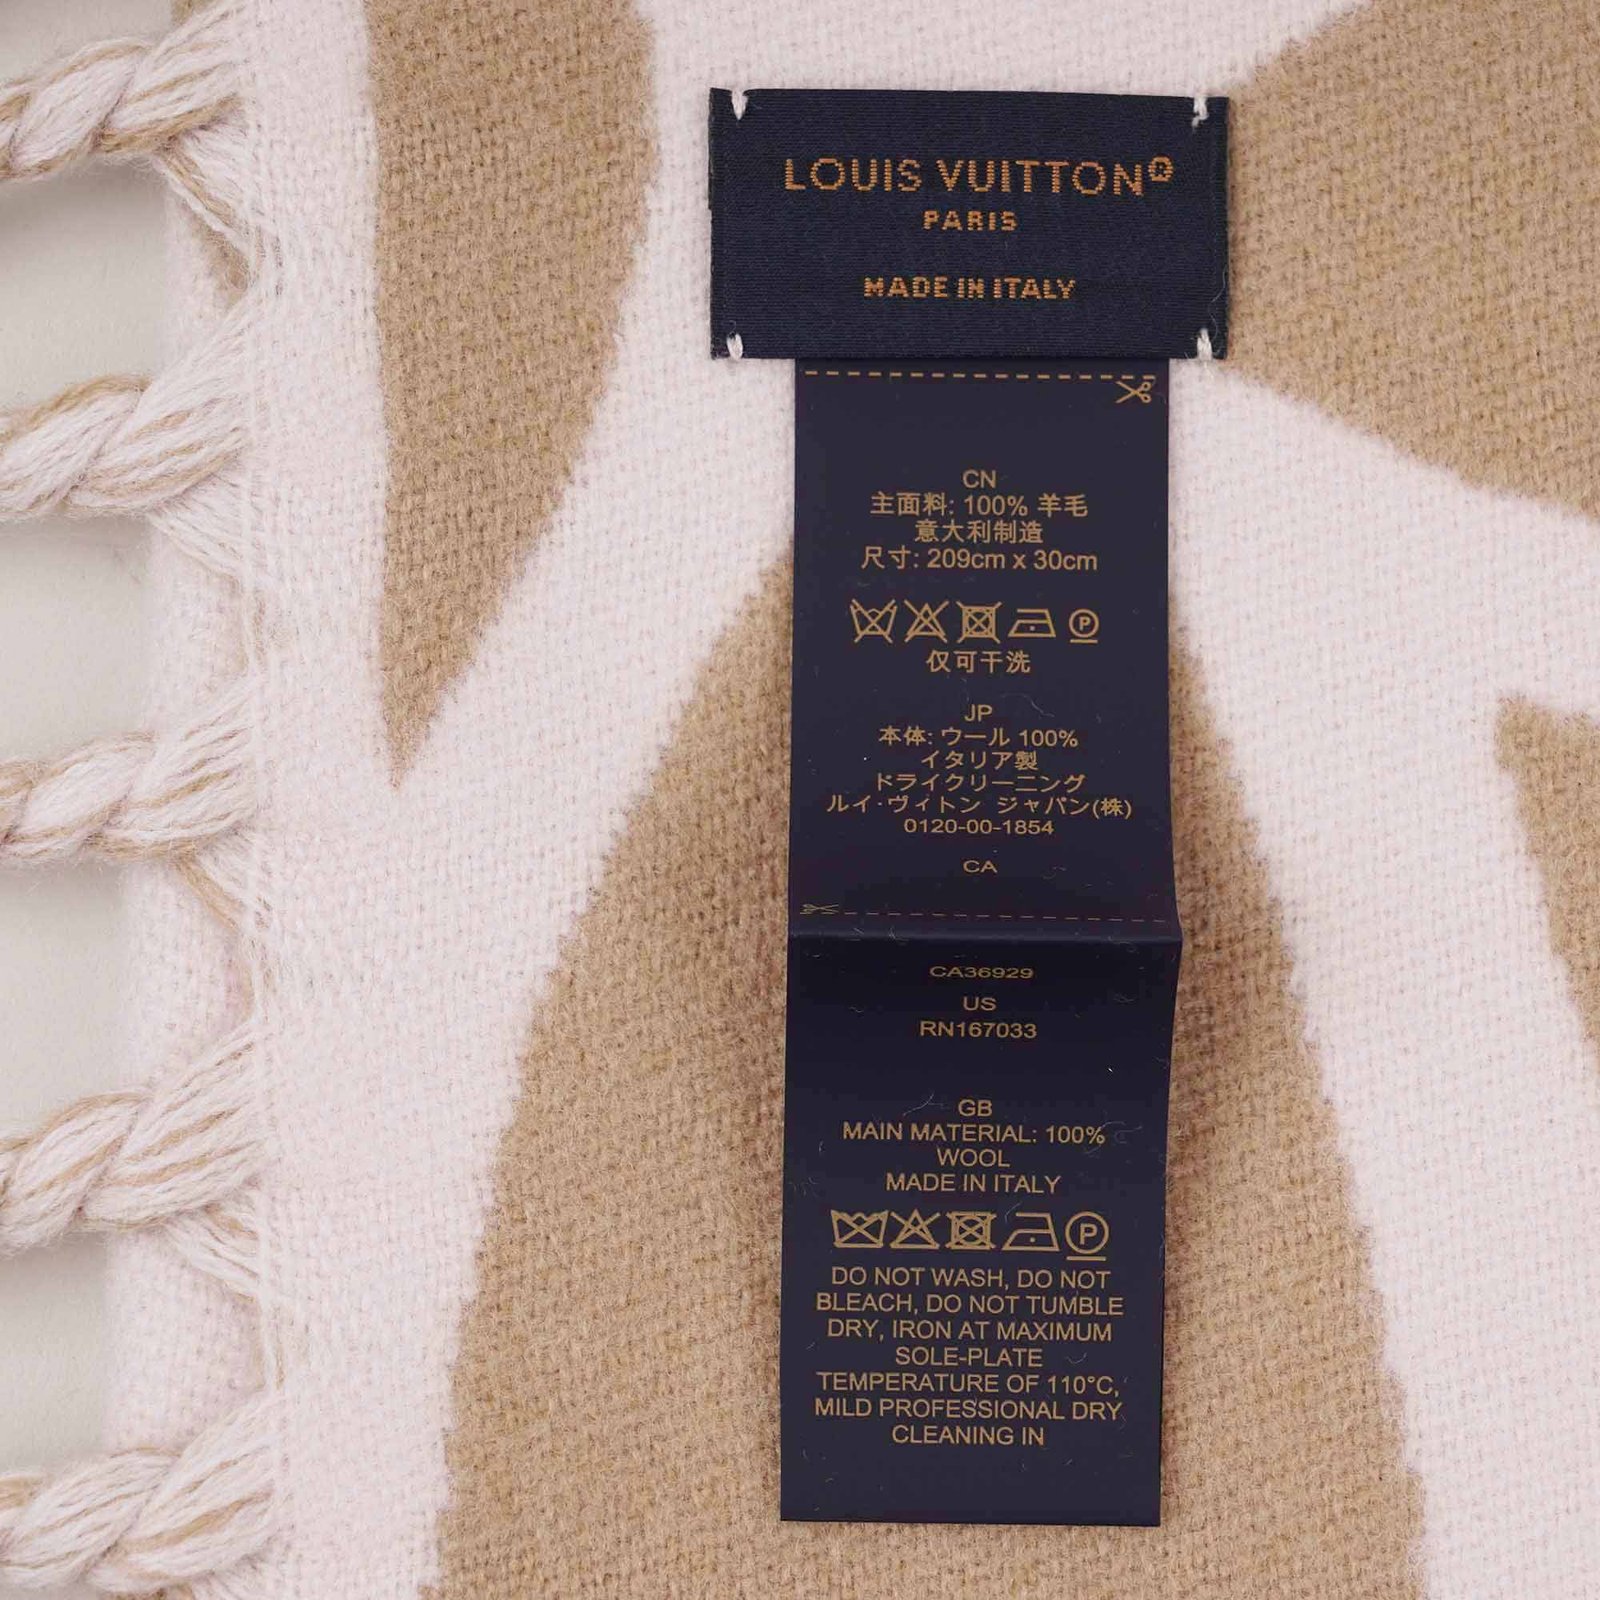 LOUIS VUITTON®
PARIS
MADE IN ITALY
CN
主面料: 100% 羊毛
意大利制造
尺寸: 209cm x 30cm
P
仅可干洗
JP
本体: ウール 100%
イタリア製
ドライクリーニング
ルイ･ヴィトン ジャパン(株)
0120-00-1854
CA
CA36929
US
RN167033
GB
MAIN MATERIAL: 100%
WOOL
MADE IN ITALY
P
DO NOT WASH, DO NOT
BLEACH, DO NOT TUMBLE
DRY, IRON AT MAXIMUM
SOLE-PLATE
TEMPERATURE OF 110°C,
MILD PROFESSIONAL DRY
CLEANING IN